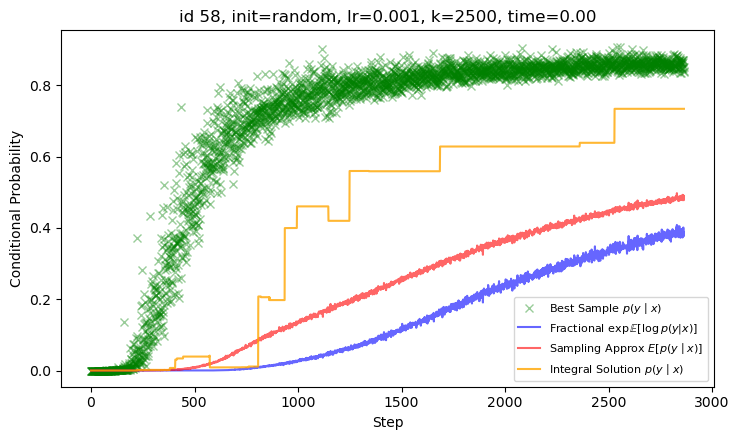 id 58, init=random, lr=0.001, k=2500, time=0.00
Conditional Probability
0.8
0.6
0.4
0.2
0.0
Best Sample p(y | x)
Fractional exp𝔼[log p(y|x)]
Sampling Approx E[p(y | x)]
Integral Solution p(y | x)
0 500 1000 1500 2000 2500 3000
Step